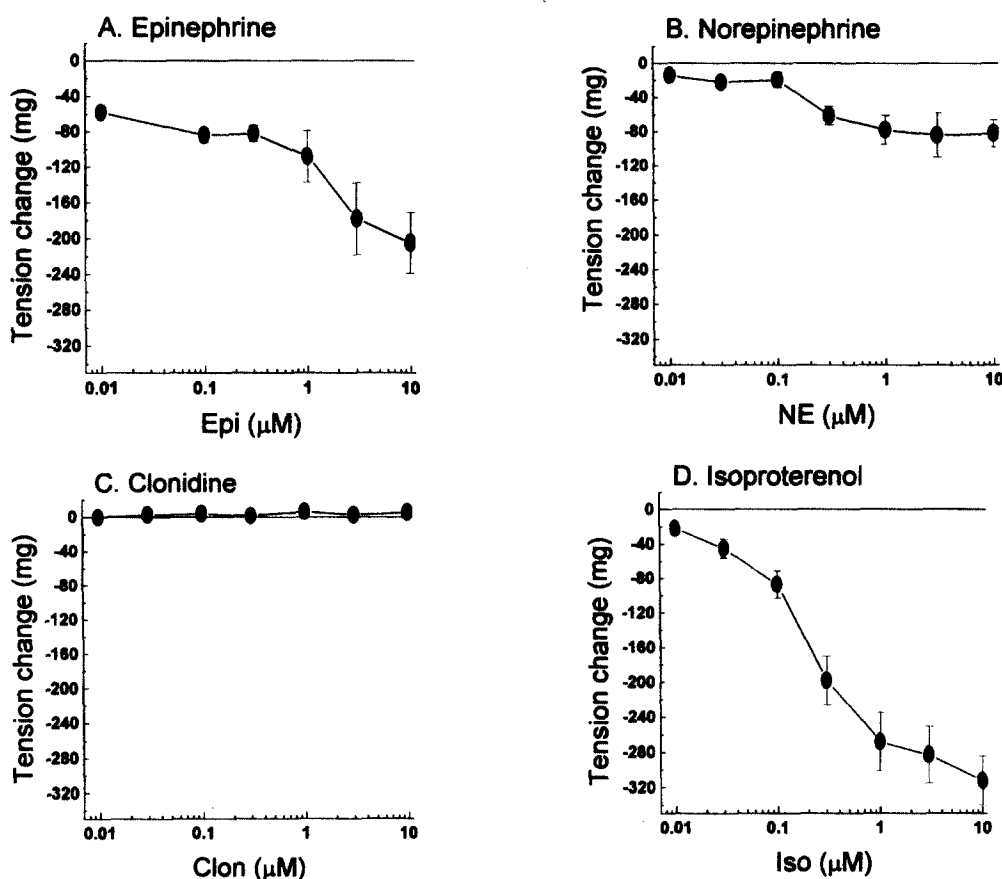 A. Epinephrine
Tension change (mg)
0
-40
-80
-120
-160
-200
-240
-280
-320
0.01 0.1 1 10
Epi (μM)
B. Norepinephrine
Tension change (mg)
0
-40
-80
-120
-160
-200
-240
-280
-320
0.01 0.1 1 10
NE (μM)
C. Clonidine
Tension change (mg)
0
-40
-80
-120
-160
-200
-240
-280
-320
0.01 0.1 1 10
Clon (μM)
D. Isoproterenol
Tension change (mg)
0
-40
-80
-120
-160
-200
-240
-280
-320
0.01 0.1 1 10
Iso (μM)